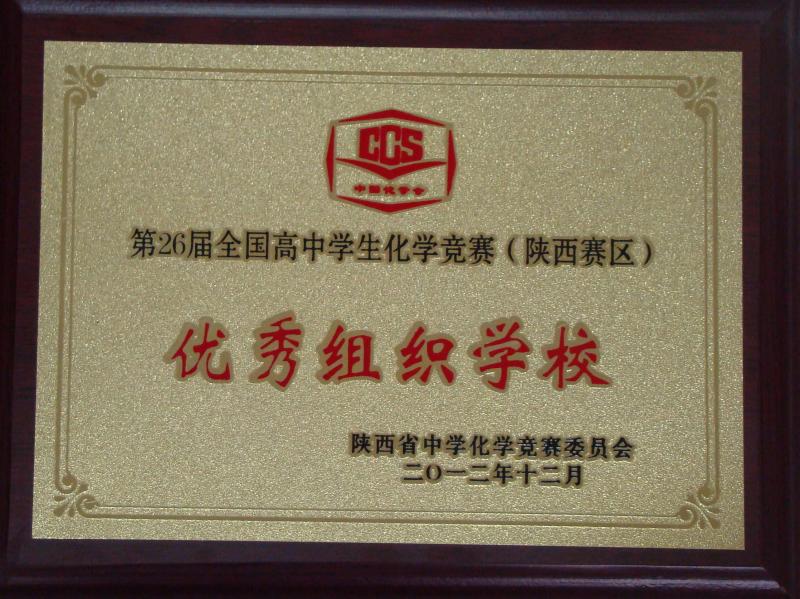 CCS
中国化学会
第26届全国高中学生化学竞赛（陕西赛区）
优秀组织学校
陕西省中学化学竞赛委员会
二〇一二年十二月